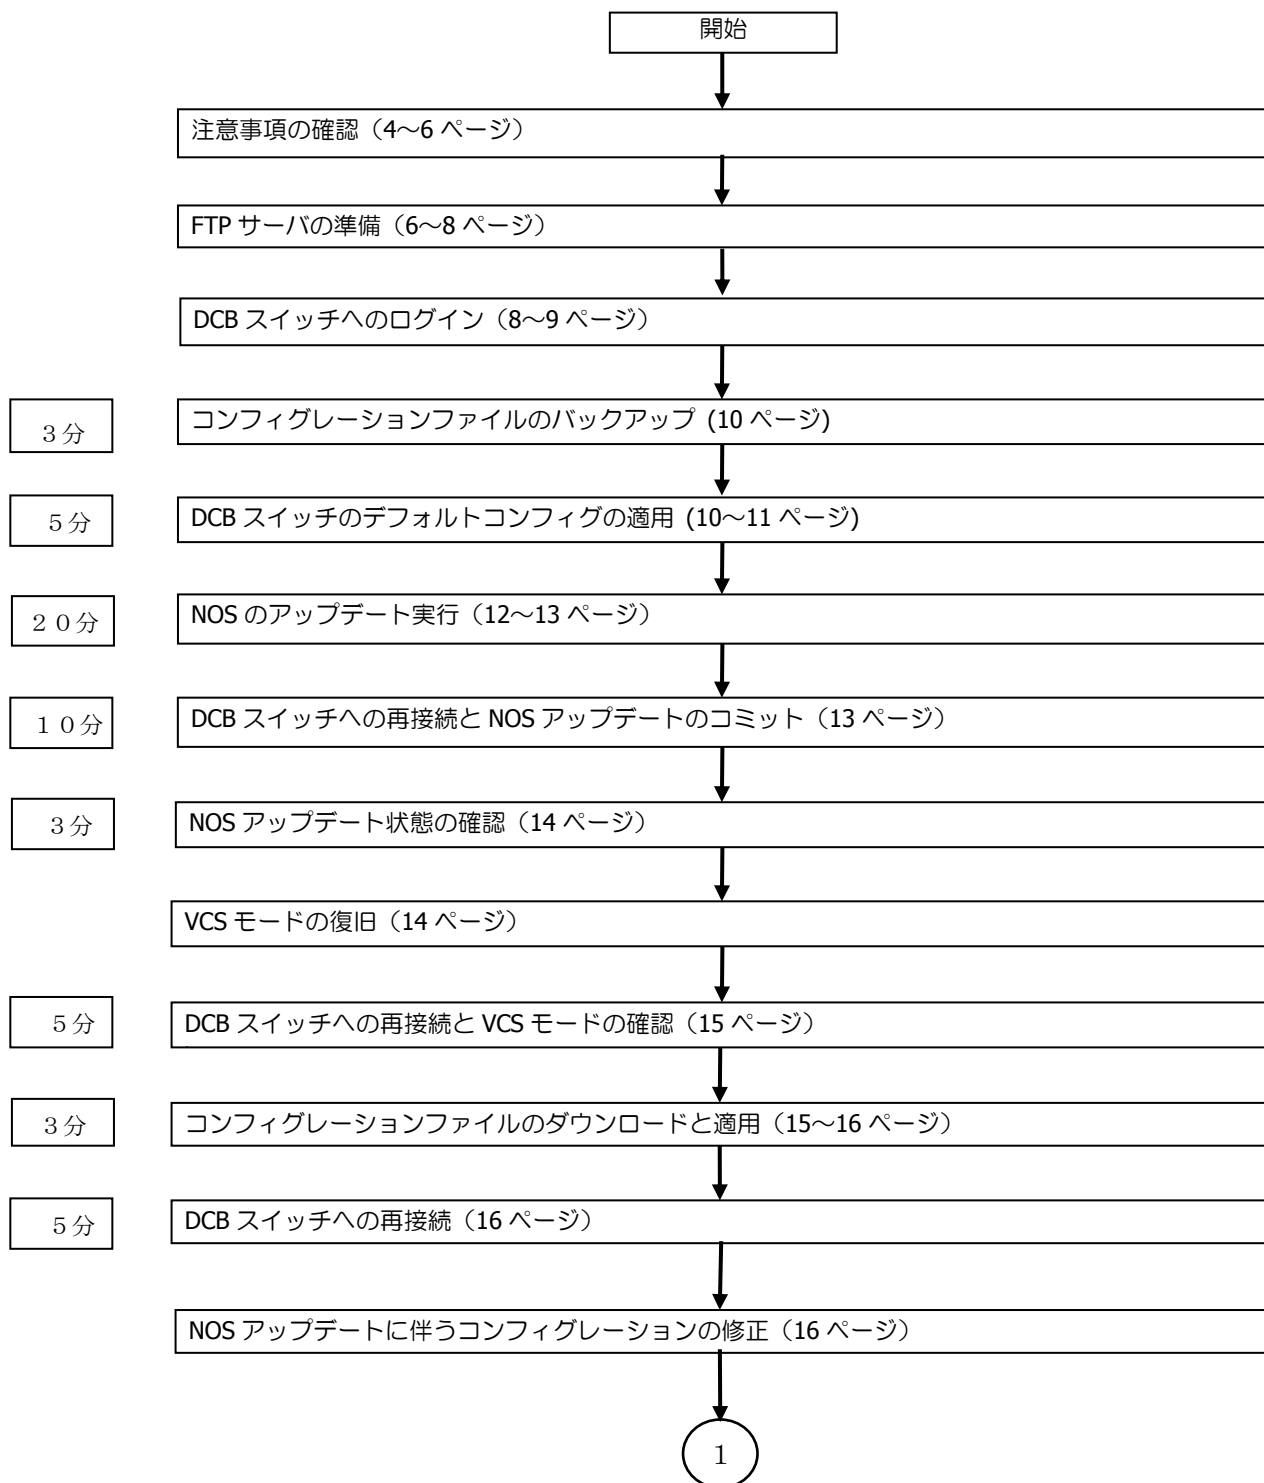 開始
注意事項の確認（4～6 ページ）
FTP サーバの準備（6～8 ページ）
DCB スイッチへのログイン（8～9 ページ）
３分
コンフィグレーションファイルのバックアップ (10 ページ)
５分
DCB スイッチのデフォルトコンフィグの適用 (10～11 ページ)
２０分
NOS のアップデート実行（12～13 ページ）
１０分
DCB スイッチへの再接続と NOS アップデートのコミット（13 ページ）
３分
NOS アップデート状態の確認（14 ページ）
VCS モードの復旧（14 ページ）
５分
DCB スイッチへの再接続と VCS モードの確認（15 ページ）
３分
コンフィグレーションファイルのダウンロードと適用（15～16 ページ）
５分
DCB スイッチへの再接続（16 ページ）
NOS アップデートに伴うコンフィグレーションの修正（16 ページ）
1